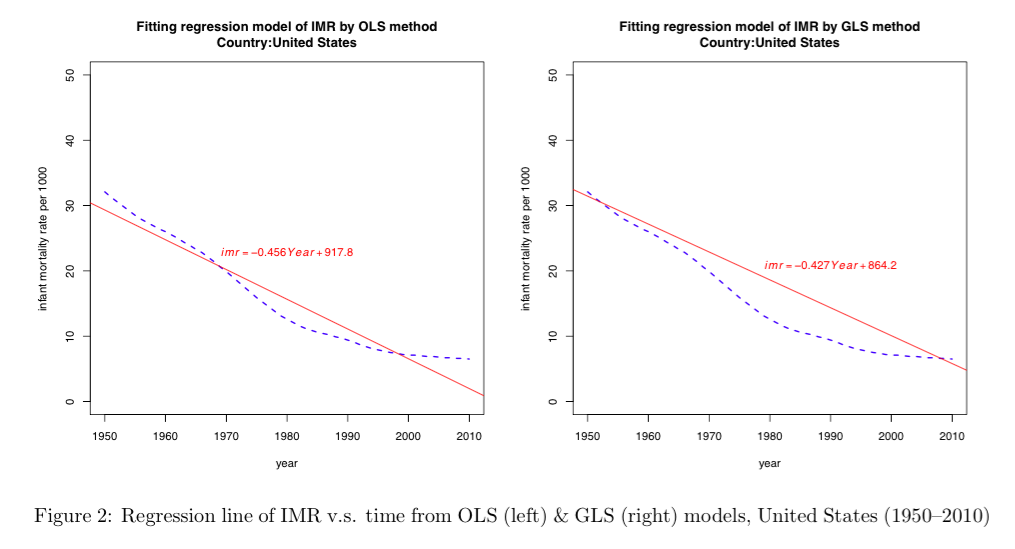 Fitting regression model of IMR by OLS method
Country:United States
infant mortality rate per 1000
50
40
30
20
10
0
imr = −0.456Year + 917.8
1950 1960 1970 1980 1990 2000 2010
year
Fitting regression model of IMR by GLS method
Country:United States
infant mortality rate per 1000
50
40
30
20
10
0
imr = −0.427Year + 864.2
1950 1960 1970 1980 1990 2000 2010
year
Figure 2: Regression line of IMR v.s. time from OLS (left) & GLS (right) models, United States (1950–2010)